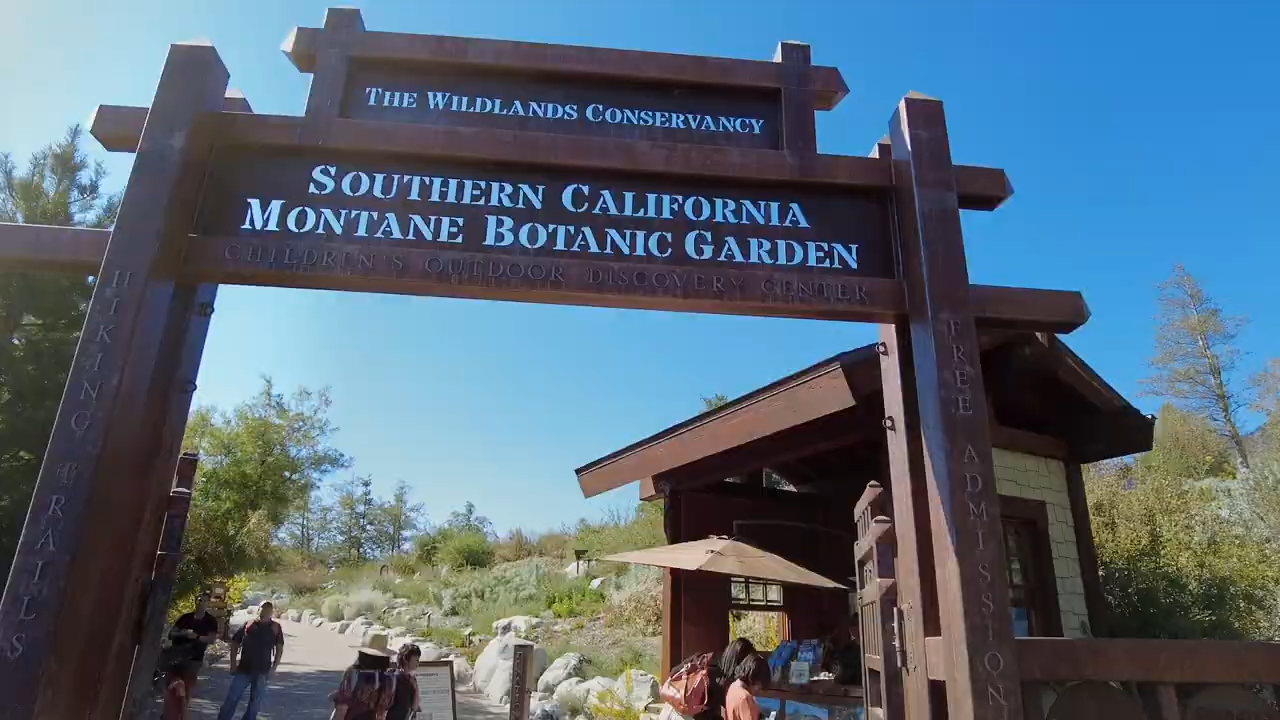 THE WILDLANDS CONSERVANCY
SOUTHERN CALIFORNIA
MONTANE BOTANIC GARDEN
CHILDREN'S OUTDOOR DISCOVERY CENTER
HIKING TRAILS
FREE ADMISSION